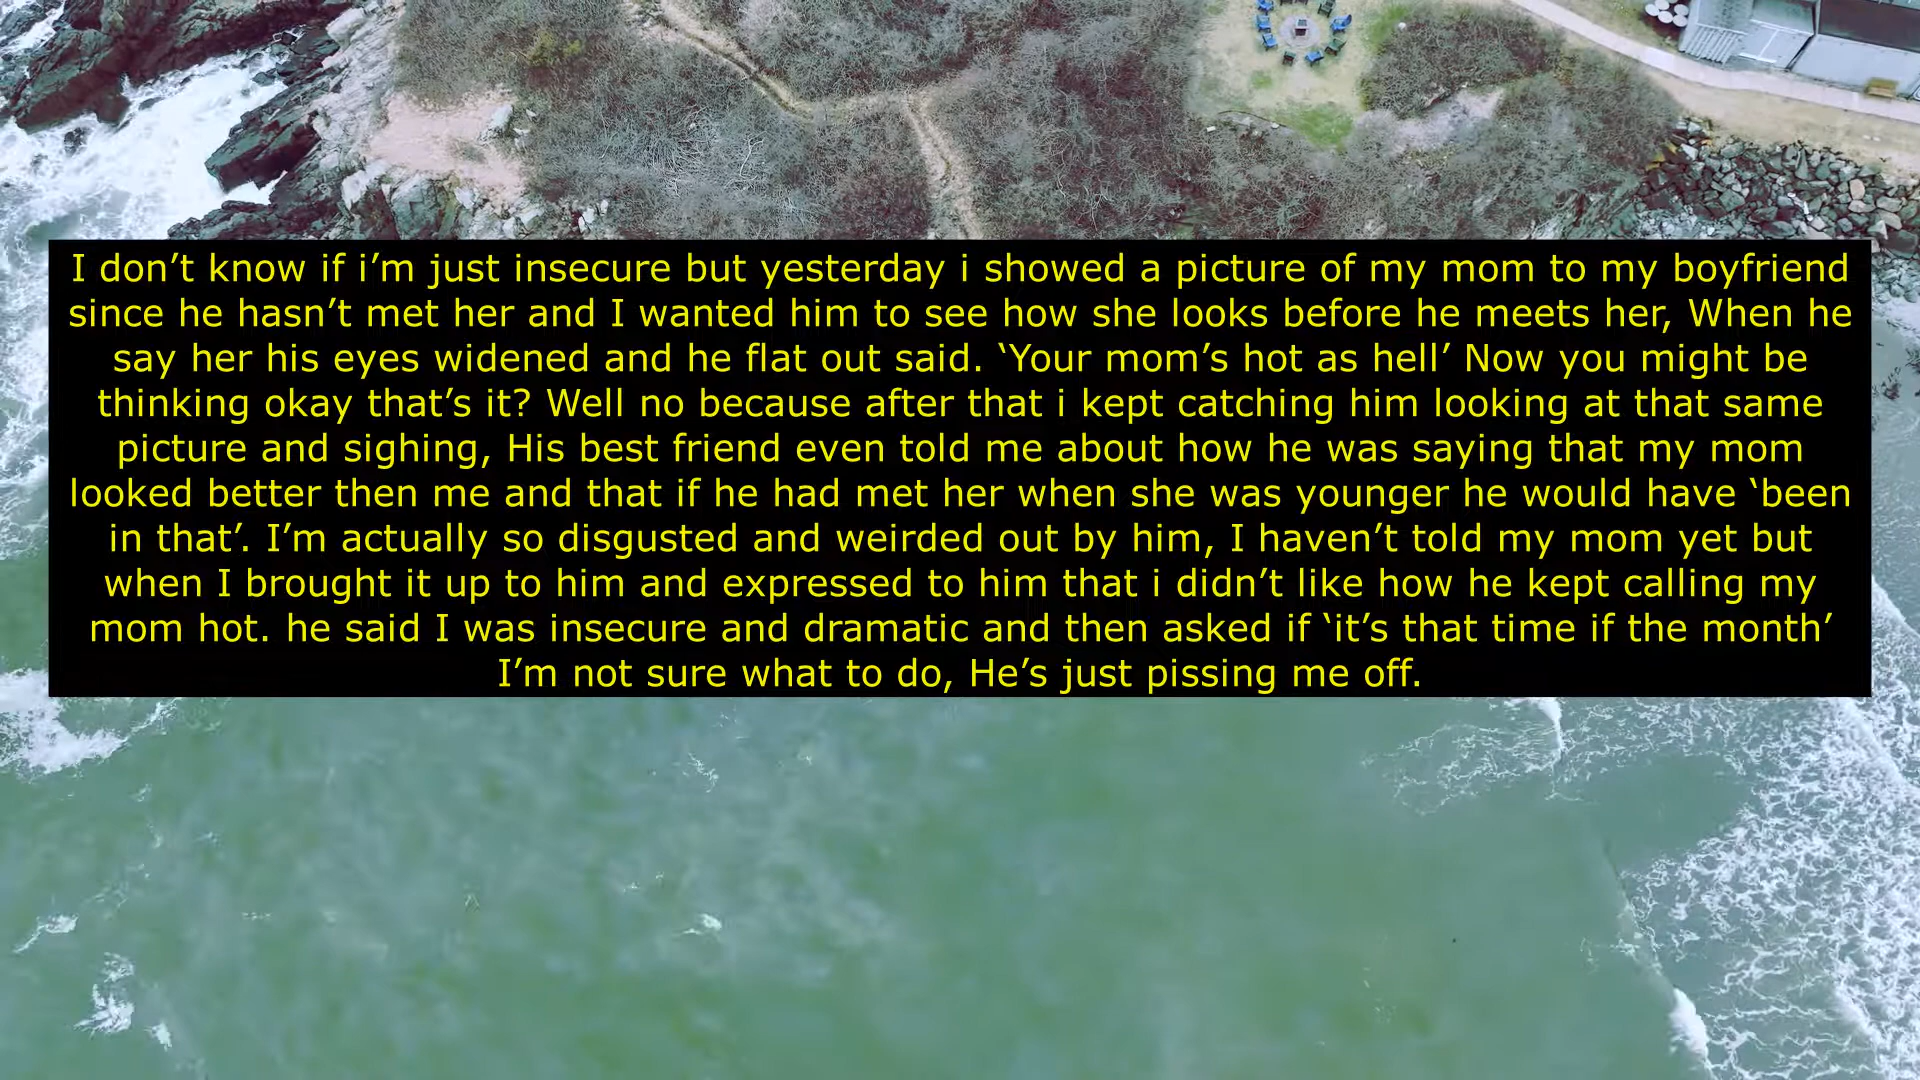 I don’t know if i’m just insecure but yesterday i showed a picture of my mom to my boyfriend
since he hasn’t met her and I wanted him to see how she looks before he meets her, When he
say her his eyes widened and he flat out said. ‘Your mom’s hot as hell’ Now you might be
thinking okay that’s it? Well no because after that i kept catching him looking at that same
picture and sighing, His best friend even told me about how he was saying that my mom
looked better then me and that if he had met her when she was younger he would have ‘been
in that’. I’m actually so disgusted and weirded out by him, I haven’t told my mom yet but
when I brought it up to him and expressed to him that i didn’t like how he kept calling my
mom hot. he said I was insecure and dramatic and then asked if ‘it’s that time if the month’
I’m not sure what to do, He’s just pissing me off.